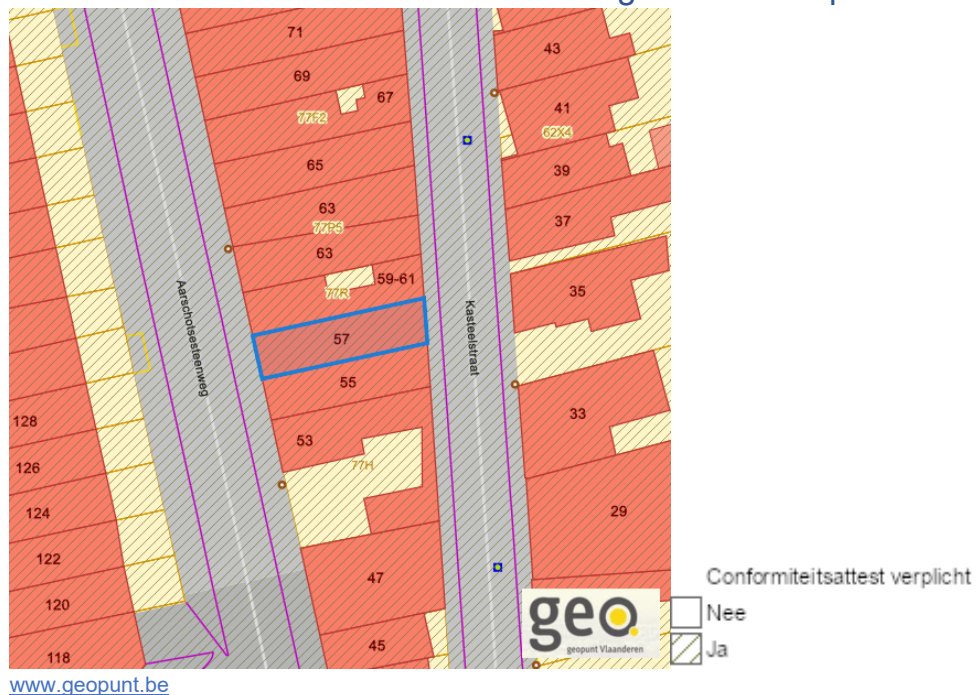 71
43
69
67
41
77F2
62X4
65
39
63
37
77P5
63
59-61
35
77R
Aarschotsesteenweg
Kasteelstraat
57
55
128
53
33
126
77H
124
29
122
47
Conformiteitsattest verplicht
120
geo.
Nee
45
geopunt Vlaanderen
Ja
118
www.geopunt.be